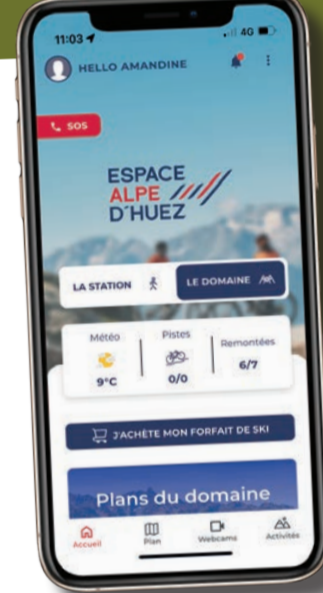 11:03
4G
HELLO AMANDINE
SOS
ESPACE
ALPE
D'HUEZ
LA STATION
LE DOMAINE
Météo
Pistes
Remontées
9°C
0/0
6/7
J'ACHÈTE MON FORFAIT DE SKI
Plans du domaine
Accueil
Plan
Webcams
Activités